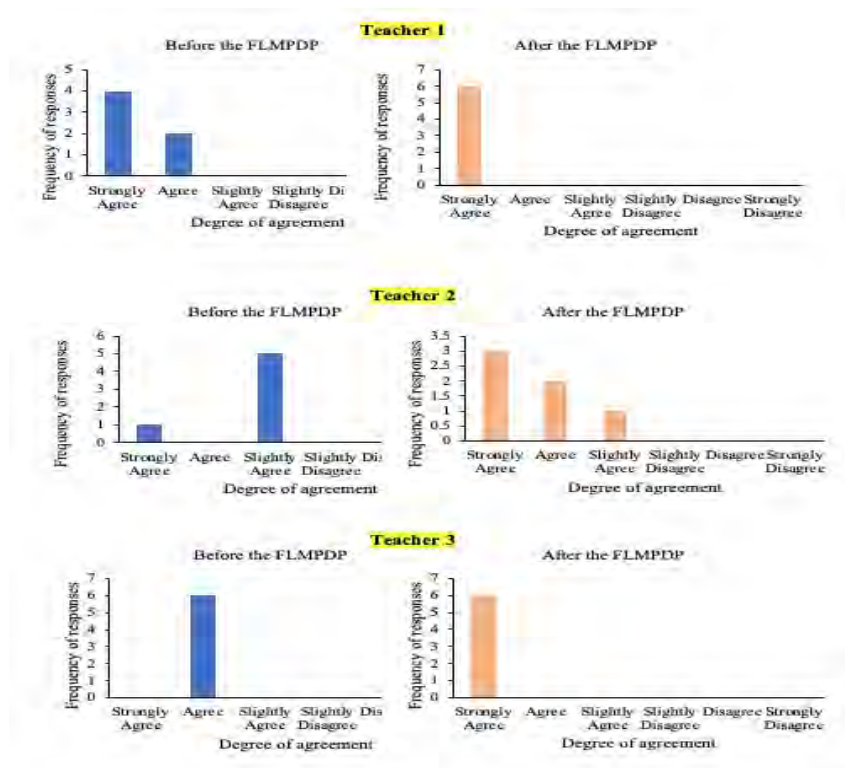 Teacher 1
Before the FLMPDP
After the FLMPDP
Frequency of responses
5
4
3
2
1
0
Strongly Agree Slightly Slightly Di
Agree Agree Disagree
Degree of agreement
Frequency of responses
7
6
5
4
3
2
1
0
Strongly Agree Slightly Slightly Disagree Strongly
Agree Agree Disagree Disagree
Degree of agreement
Teacher 2
Before the FLMPDP
After the FLMPDP
Frequency of responses
6
5
4
3
2
1
0
Strongly Agree Slightly Slightly Di
Agree Agree Disagree
Degree of agreement
Frequency of responses
3.5
3
2.5
2
1.5
1
0.5
0
Strongly Agree Slightly Slightly Disagree Strongly
Agree Agree Disagree Disagree
Degree of agreement
Teacher 3
Before the FLMPDP
After the FLMPDP
Frequency of responses
7
6
5
4
3
2
1
0
Strongly Agree Slightly Slightly Dis
Agree Agree Disagree
Degree of agreement
Frequency of responses
7
6
5
4
3
2
1
0
Strongly Agree Slightly Slightly Disagree Strongly
Agree Agree Disagree Disagree
Degree of agreement